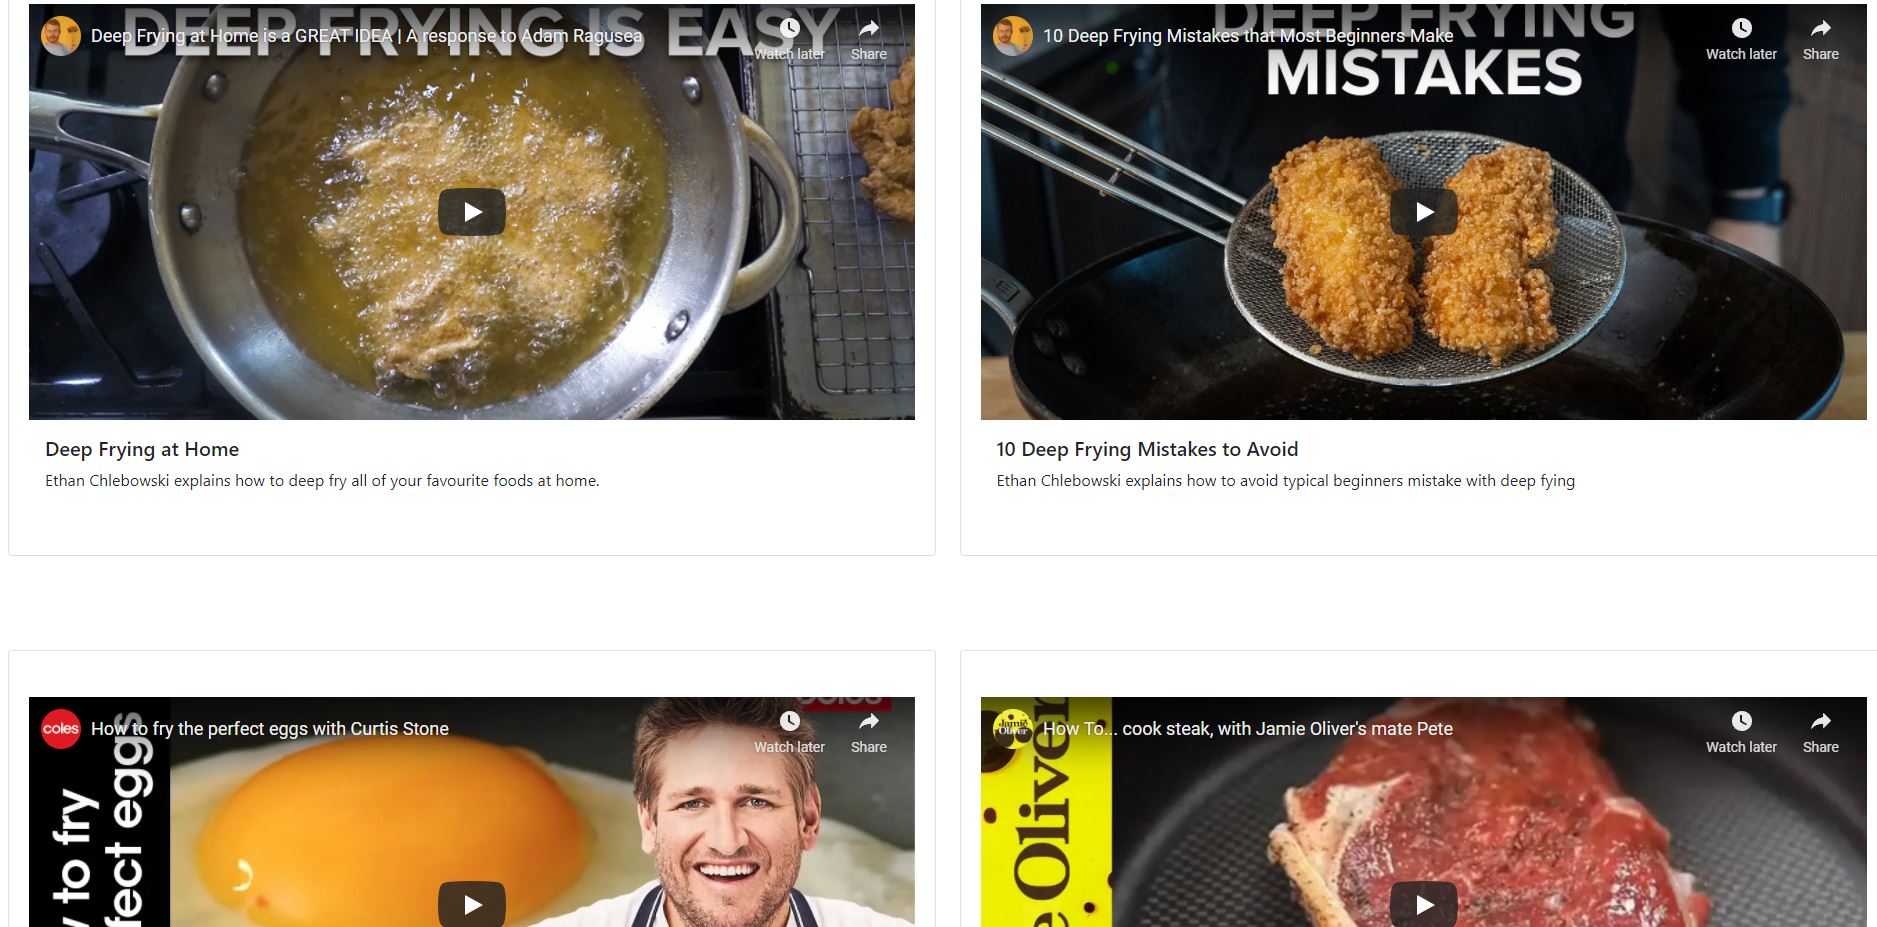 DEEP FRYING IS EASY
Deep Frying at Home is a GREAT IDEA | A response to Adam Ragusea
Watch later
Share
DEEP FRYING
MISTAKES
10 Deep Frying Mistakes that Most Beginners Make
Watch later
Share
Deep Frying at Home
Ethan Chlebowski explains how to deep fry all of your favourite foods at home.
10 Deep Frying Mistakes to Avoid
Ethan Chlebowski explains how to avoid typical beginners mistake with deep fying
coles
How to fry the perfect eggs with Curtis Stone
Watch later
Share
coles
to fry
fect eggs
Jamie
Oliver
How To... cook steak, with Jamie Oliver's mate Pete
Watch later
Share
e Oliver